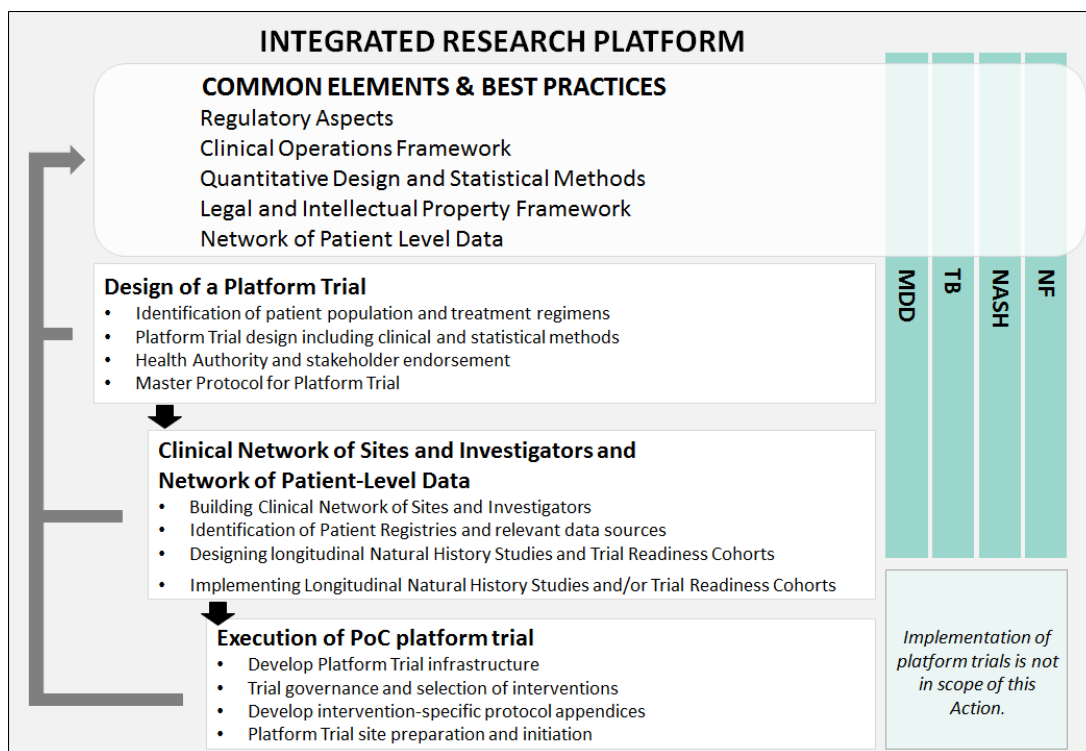 INTEGRATED RESEARCH PLATFORM
COMMON ELEMENTS & BEST PRACTICES
Regulatory Aspects
Clinical Operations Framework
Quantitative Design and Statistical Methods
Legal and Intellectual Property Framework
Network of Patient Level Data
MDD
TB
NASH
NF
Design of a Platform Trial
• Identification of patient population and treatment regimens
• Platform Trial design including clinical and statistical methods
• Health Authority and stakeholder endorsement
• Master Protocol for Platform Trial
Clinical Network of Sites and Investigators and
Network of Patient-Level Data
• Building Clinical Network of Sites and Investigators
• Identification of Patient Registries and relevant data sources
• Designing longitudinal Natural History Studies and Trial Readiness Cohorts
• Implementing Longitudinal Natural History Studies and/or Trial Readiness Cohorts
Execution of PoC platform trial
• Develop Platform Trial infrastructure
• Trial governance and selection of interventions
• Develop intervention-specific protocol appendices
• Platform Trial site preparation and initiation
Implementation of
platform trials is not
in scope of this
Action.